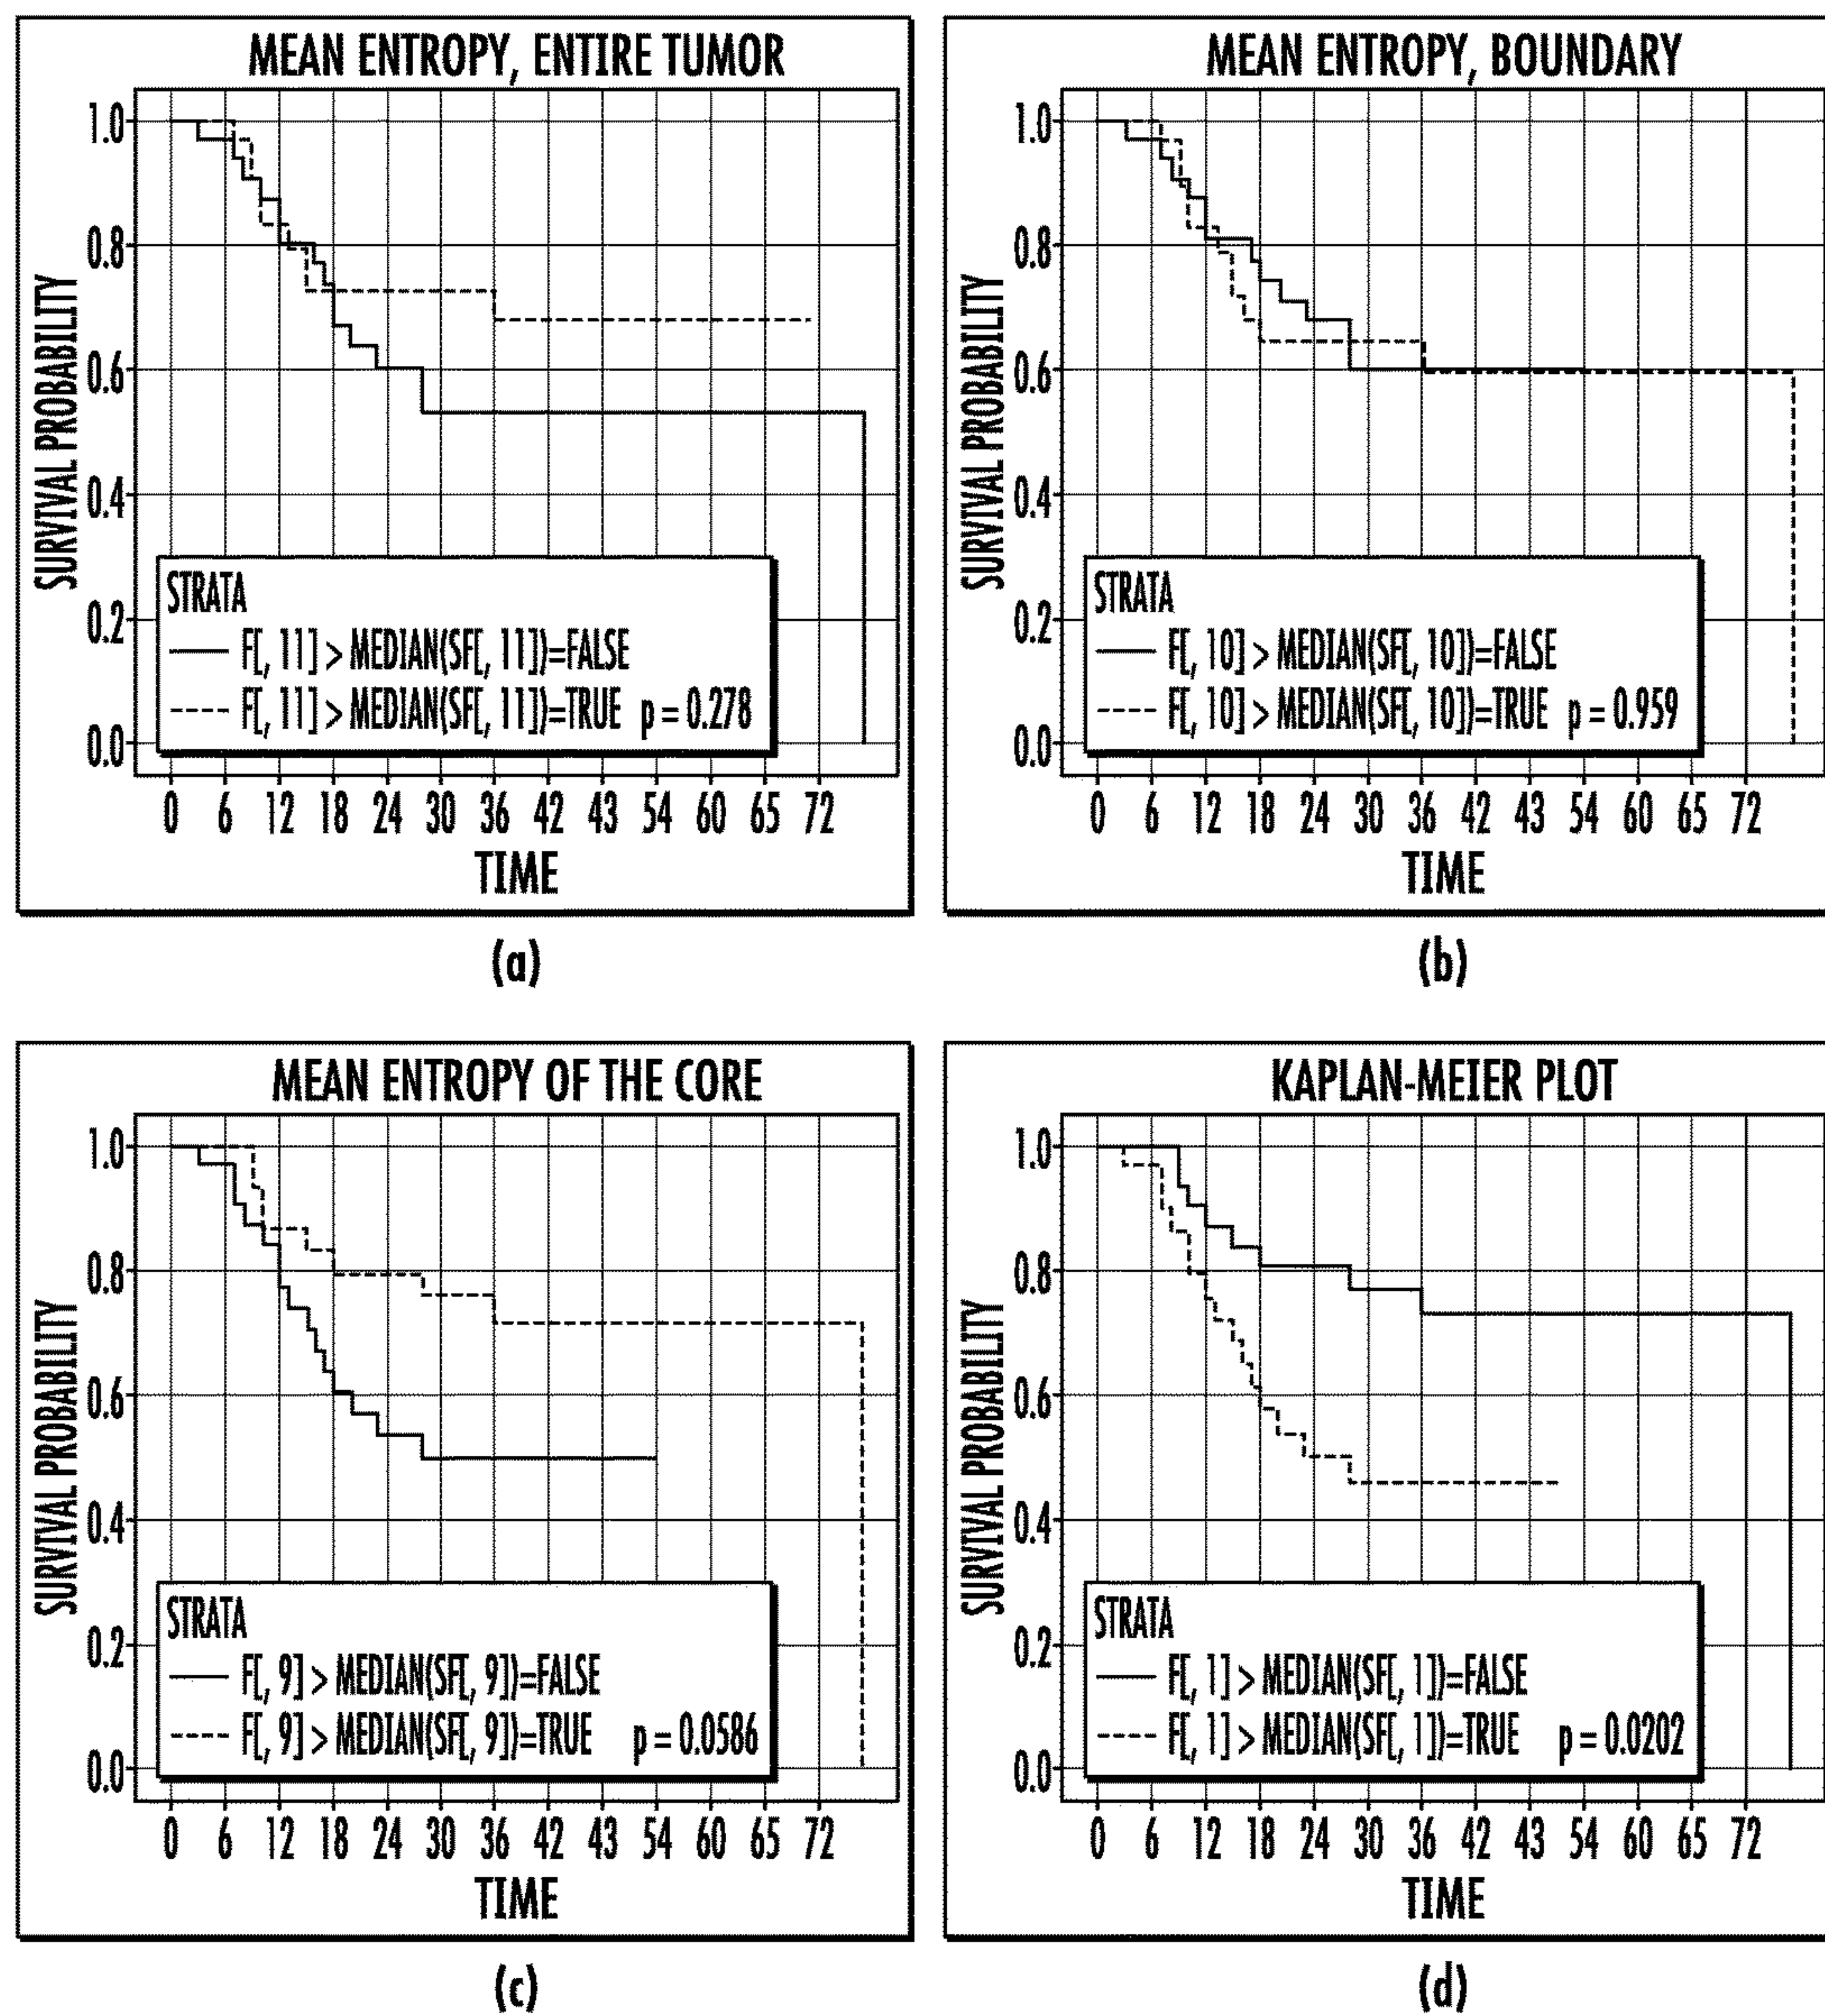 MEAN ENTROPY, ENTIRE TUMOR
SURVIVAL PROBABILITY
1.0
0.8
0.6
0.4
0.2
0.0
STRATA
F[, 11] > MEDIAN(SF[, 11])=FALSE
F[, 11] > MEDIAN(SF[, 11])=TRUE p = 0.278
0 6 12 18 24 30 36 42 43 54 60 65 72
TIME
(a)
MEAN ENTROPY, BOUNDARY
SURVIVAL PROBABILITY
1.0
0.8
0.6
0.4
0.2
0.0
STRATA
F[, 10] > MEDIAN(SF[, 10])=FALSE
F[, 10] > MEDIAN(SF[, 10])=TRUE p = 0.959
0 6 12 18 24 30 36 42 43 54 60 65 72
TIME
(b)
MEAN ENTROPY OF THE CORE
SURVIVAL PROBABILITY
1.0
0.8
0.6
0.4
0.2
0.0
STRATA
F[, 9] > MEDIAN(SF[, 9])=FALSE
F[, 9] > MEDIAN(SF[, 9])=TRUE p = 0.0586
0 6 12 18 24 30 36 42 43 54 60 65 72
TIME
(c)
KAPLAN-MEIER PLOT
SURVIVAL PROBABILITY
1.0
0.8
0.6
0.4
0.2
0.0
STRATA
F[, 1] > MEDIAN(SF[, 1])=FALSE
F[, 1] > MEDIAN(SF[, 1])=TRUE p = 0.0202
0 6 12 18 24 30 36 42 43 54 60 65 72
TIME
(d)